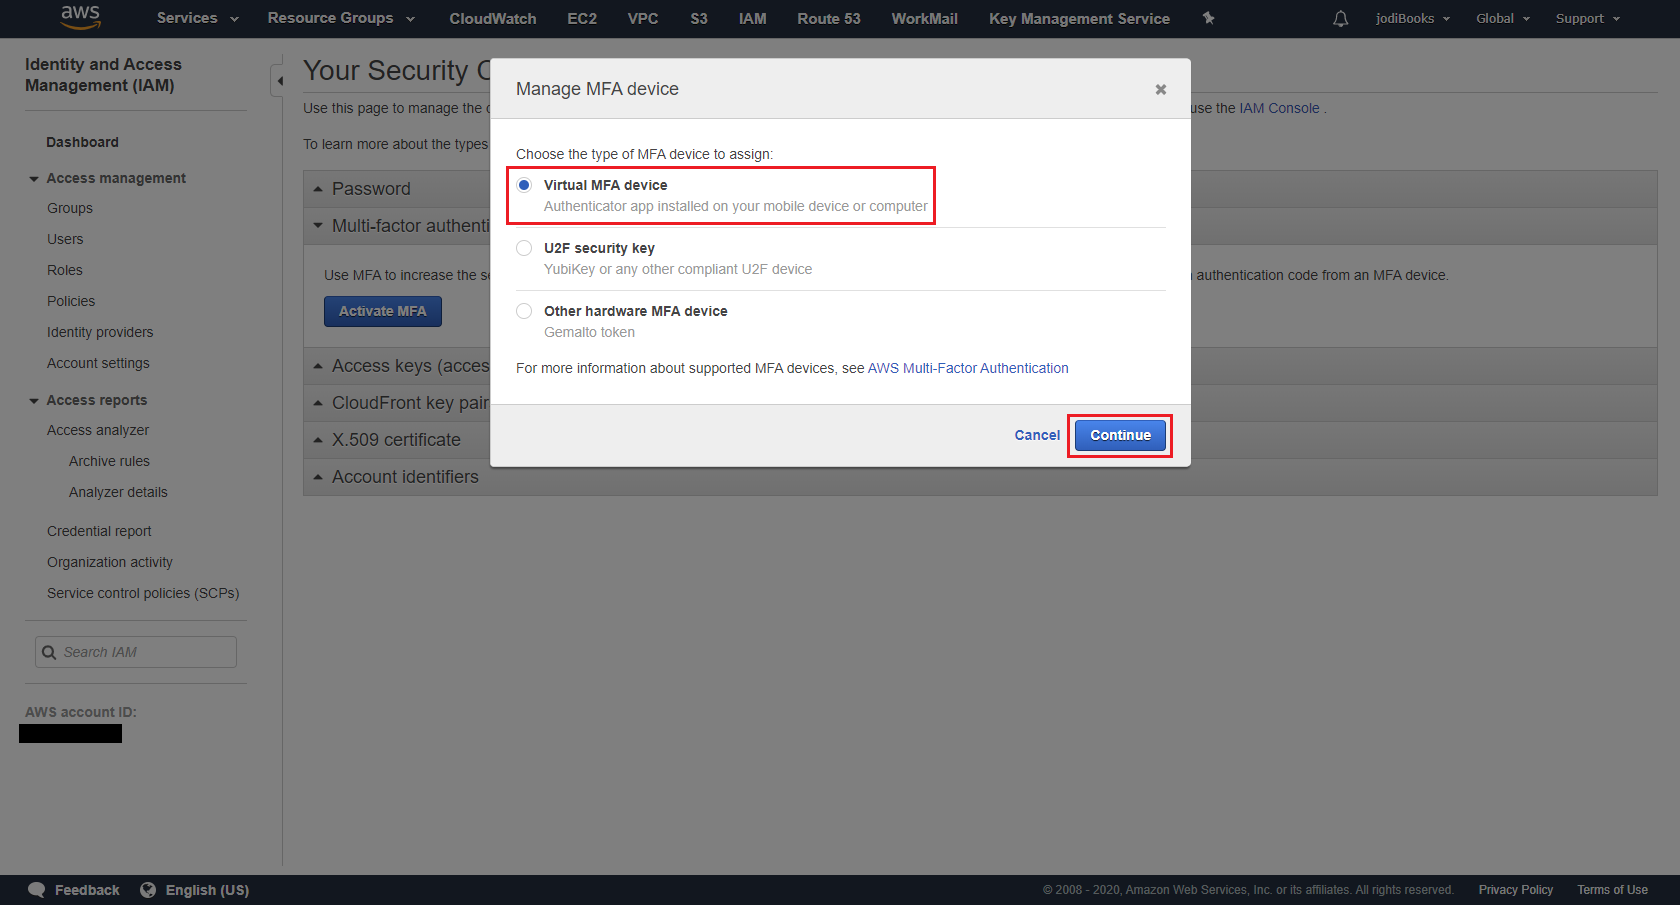 aws
Services
Resource Groups
CloudWatch
EC2
VPC
S3
IAM
Route 53
WorkMail
Key Management Service
jodiBooks
Global
Support
Identity and Access
Management (IAM)
Dashboard
Access management
Groups
Users
Roles
Policies
Identity providers
Account settings
Access reports
Access analyzer
Archive rules
Analyzer details
Credential report
Organization activity
Service control policies (SCPs)
Search IAM
AWS account ID:
Your Security C
Use this page to manage the c
use the IAM Console .
To learn more about the types
Password
Multi-factor authenti
Use MFA to increase the se
authentication code from an MFA device.
Activate MFA
Access keys (acces
CloudFront key pair
X.509 certificate
Account identifiers
Manage MFA device
Choose the type of MFA device to assign:
Virtual MFA device
Authenticator app installed on your mobile device or computer
U2F security key
YubiKey or any other compliant U2F device
Other hardware MFA device
Gemalto token
For more information about supported MFA devices, see AWS Multi-Factor Authentication
Cancel
Continue
Feedback
English (US)
© 2008 - 2020, Amazon Web Services, Inc. or its affiliates. All rights reserved.
Privacy Policy
Terms of Use